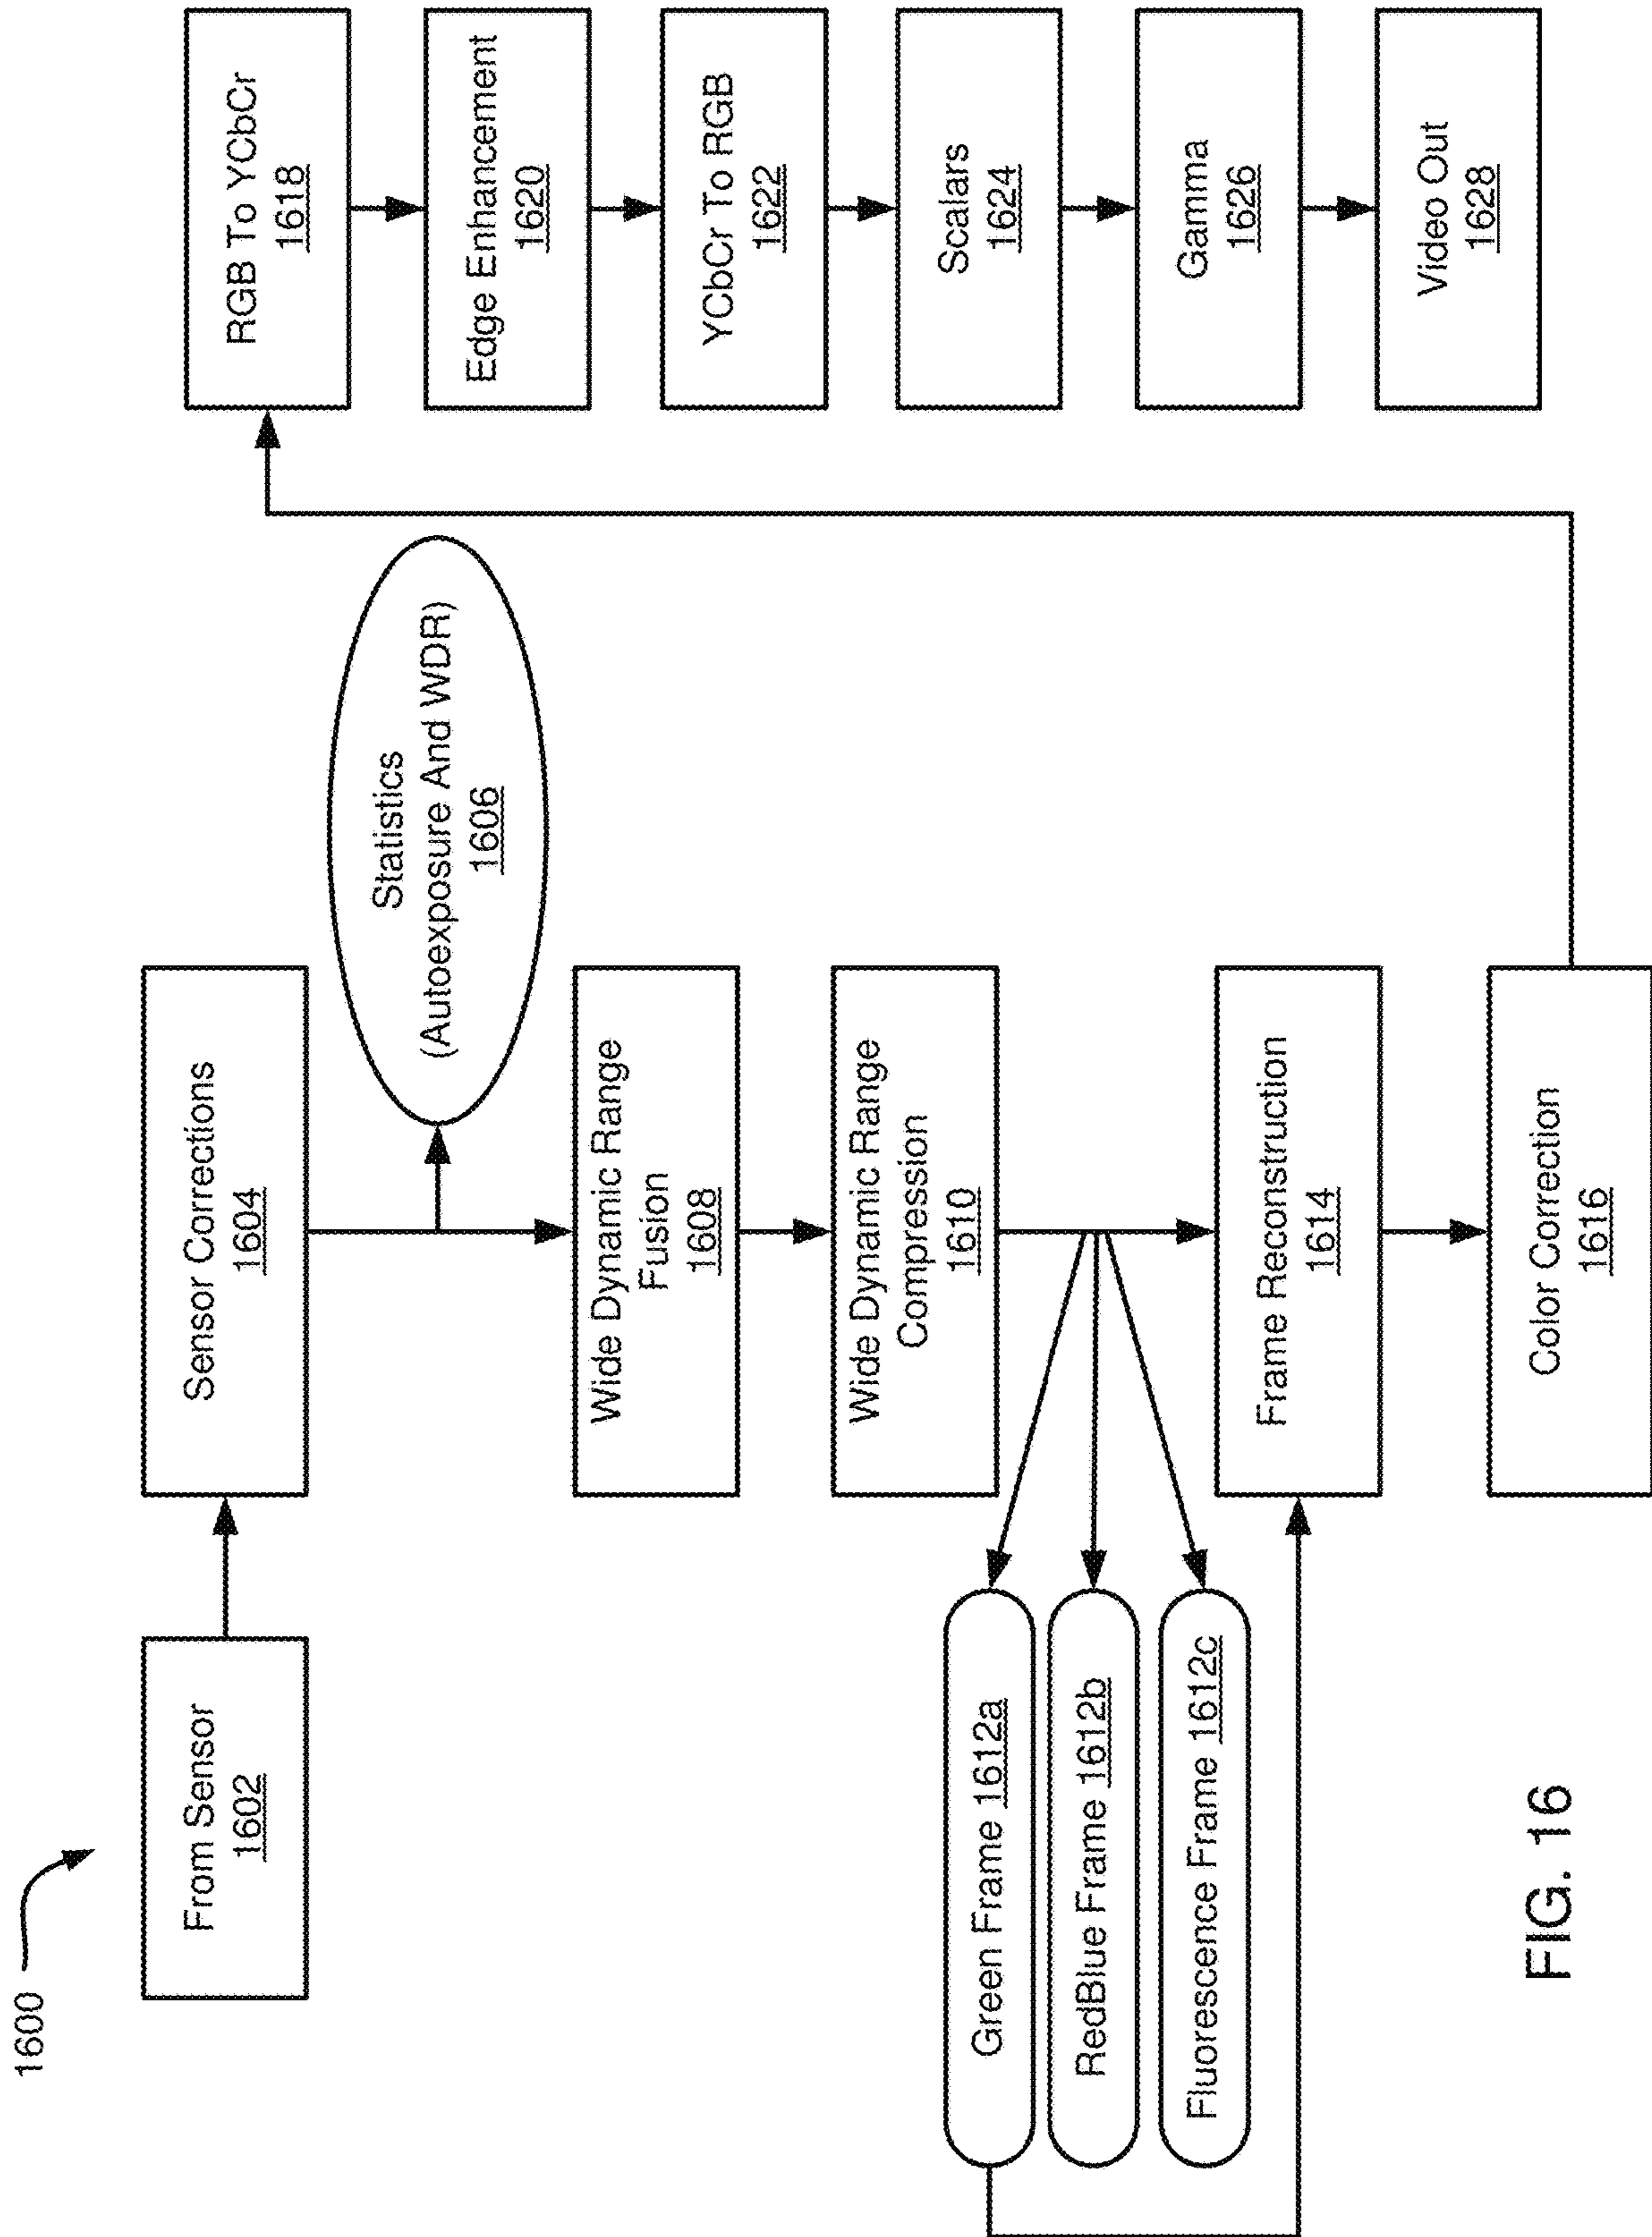 1600
From Sensor
1602
Sensor Corrections
1604
Statistics
(Autoexposure And WDR)
1606
Wide Dynamic Range
Fusion
1608
Wide Dynamic Range
Compression
1610
Green Frame 1612a
RedBlue Frame 1612b
Fluorescence Frame 1612c
Frame Reconstruction
1614
Color Correction
1616
RGB To YCbCr
1618
Edge Enhancement
1620
YCbCr To RGB
1622
Scalars
1624
Gamma
1626
Video Out
1628
FIG. 16